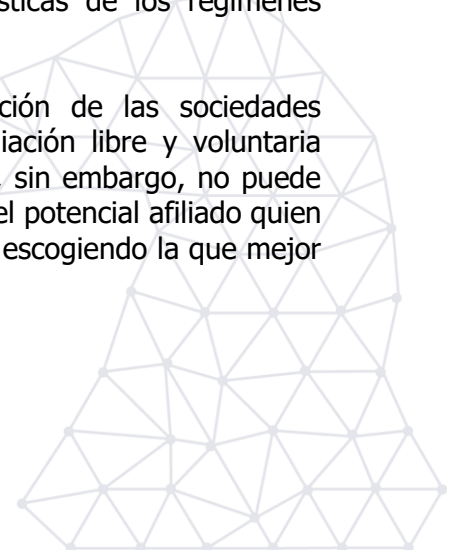 sticas de los regímenes
ción de las sociedades
iación libre y voluntaria
sin embargo, no puede
el potencial afiliado quien
escogiendo la que mejor